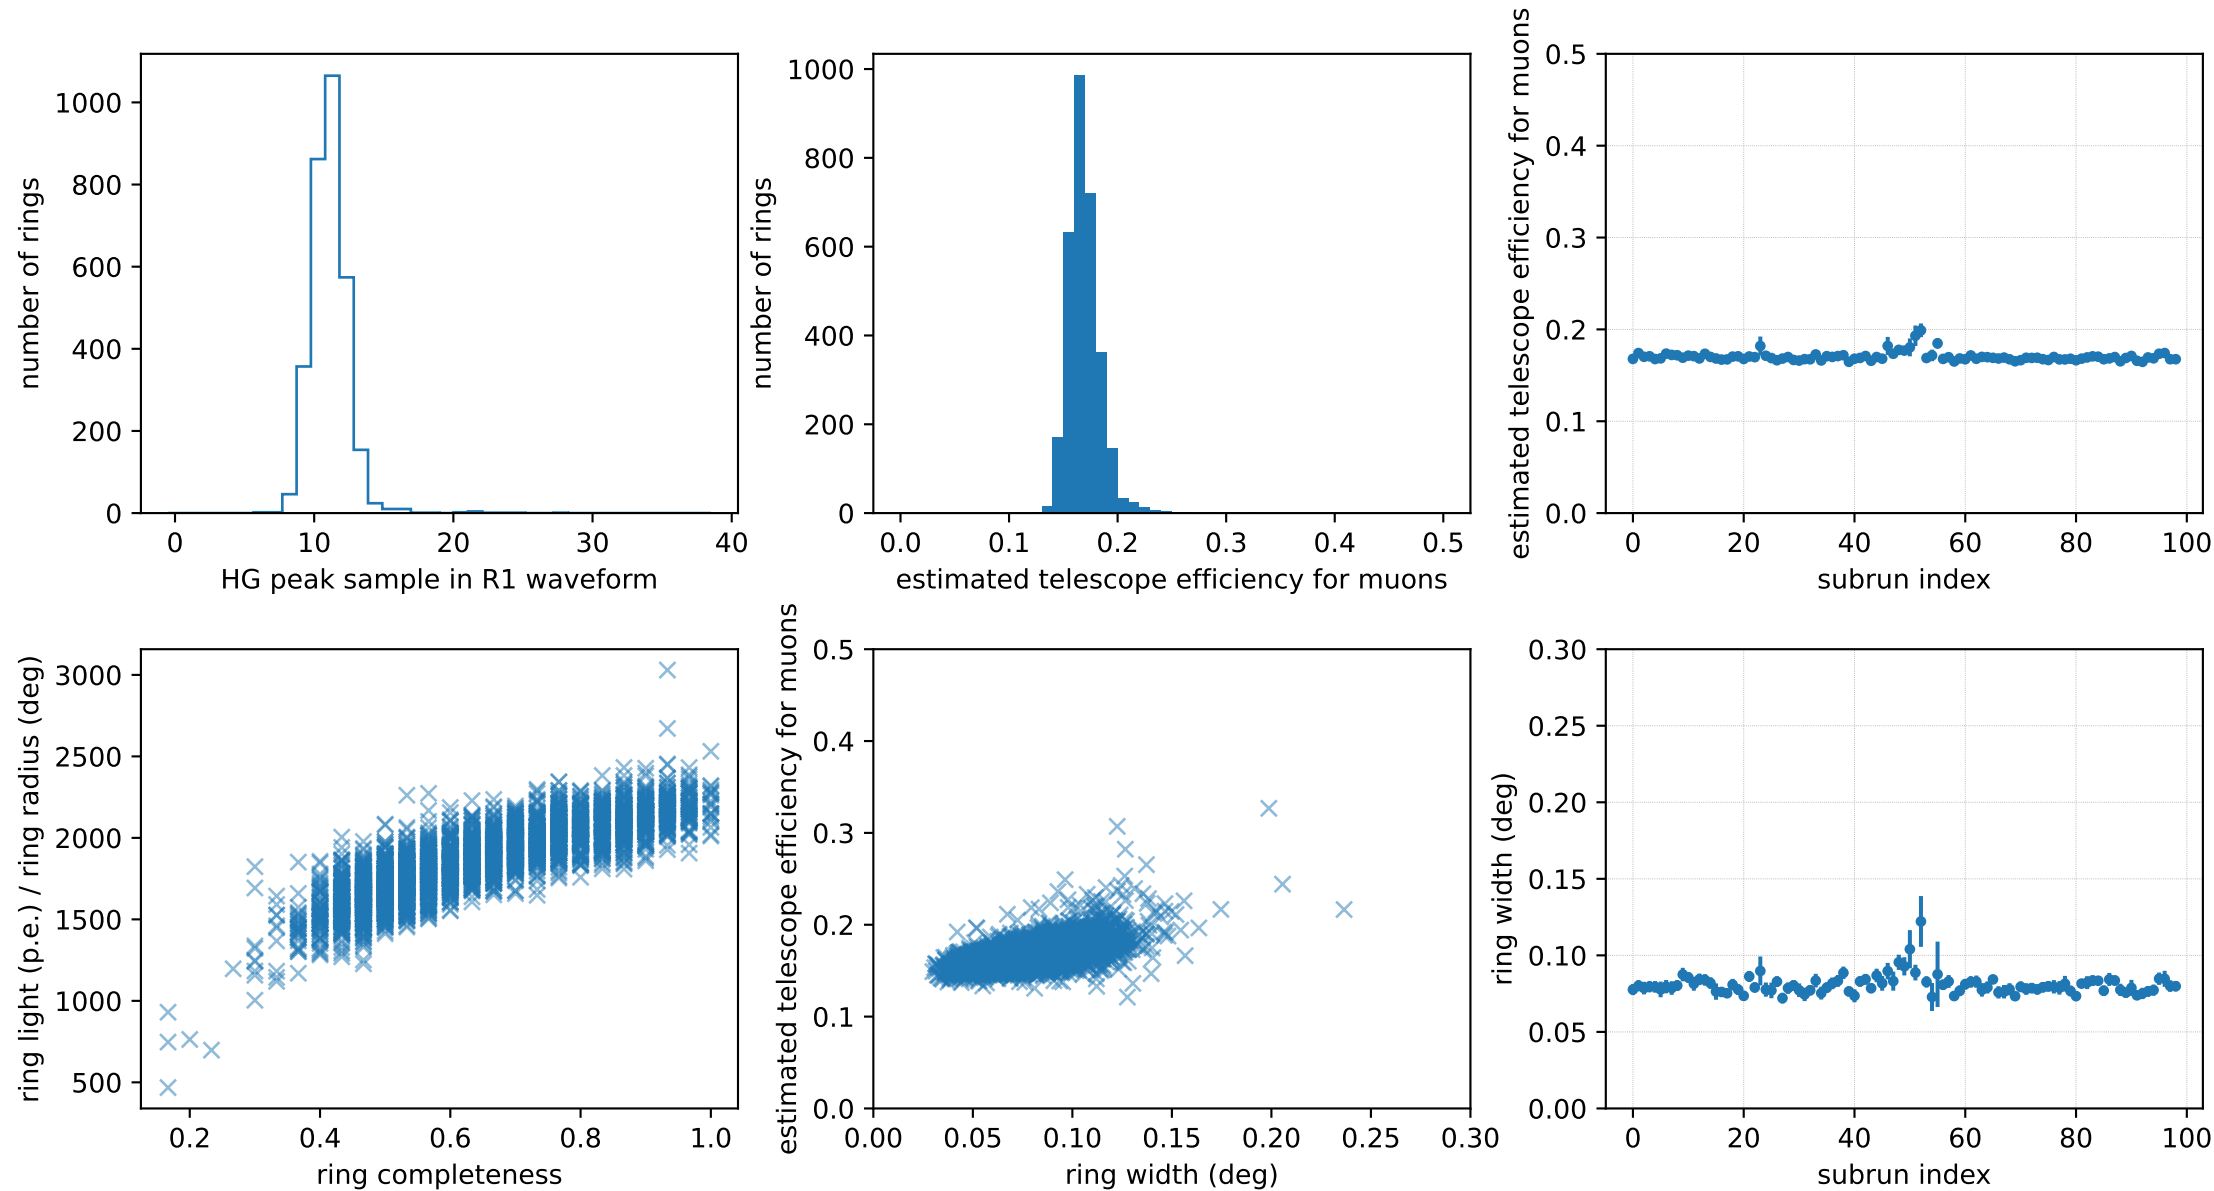 number of rings
1000
800
600
400
200
0
0 10 20 30 40
HG peak sample in R1 waveform
number of rings
1000
800
600
400
200
0
0.0 0.1 0.2 0.3 0.4 0.5
estimated telescope efficiency for muons
estimated telescope efficiency for muons
0.5
0.4
0.3
0.2
0.1
0.0
0 20 40 60 80 100
subrun index
ring light (p.e.) / ring radius (deg)
3000
2500
2000
1500
1000
500
0.2 0.4 0.6 0.8 1.0
ring completeness
estimated telescope efficiency for muons
0.5
0.4
0.3
0.2
0.1
0.0
0.00 0.05 0.10 0.15 0.20 0.25 0.30
ring width (deg)
ring width (deg)
0.30
0.25
0.20
0.15
0.10
0.05
0.00
0 20 40 60 80 100
subrun index